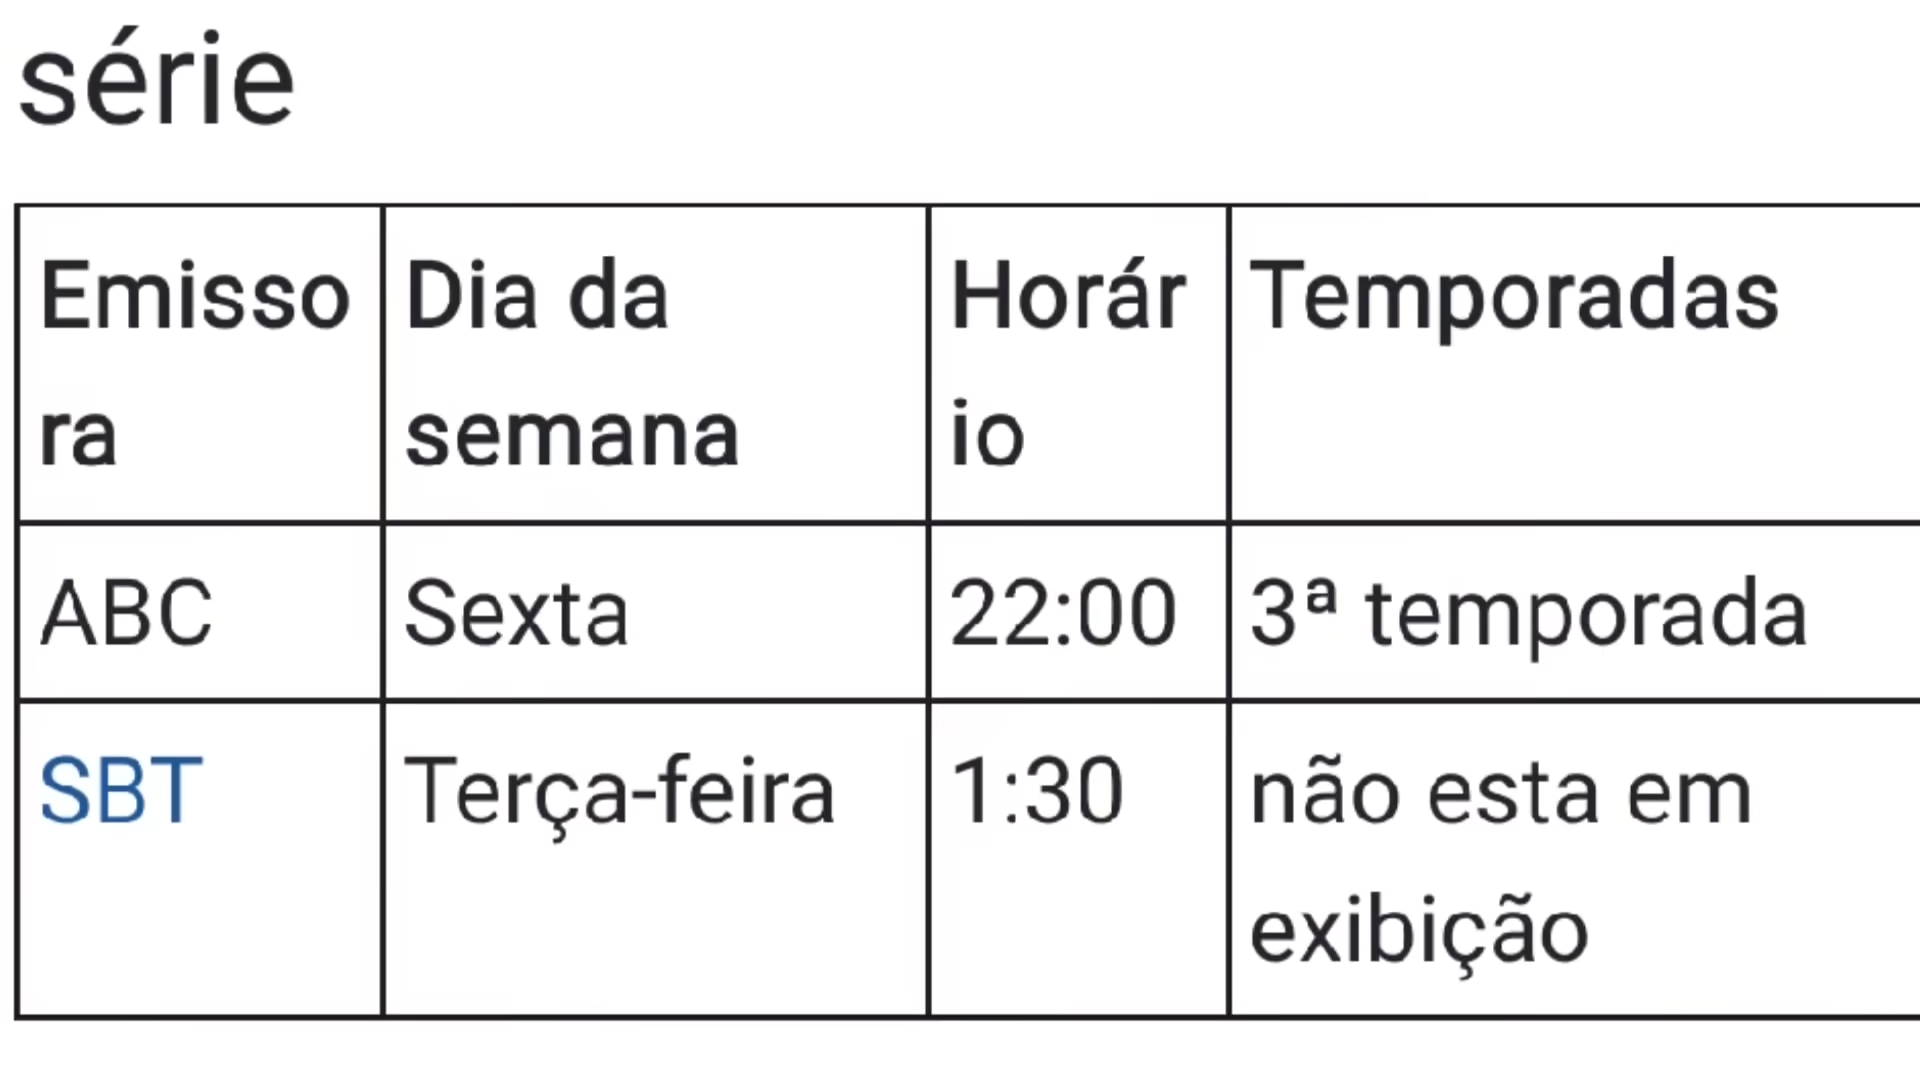 série
Emisso
ra
Dia da
semana
Horár
io
Temporadas
ABC
Sexta
22:00
3ª temporada
SBT
Terça-feira
1:30
não esta em
exibição